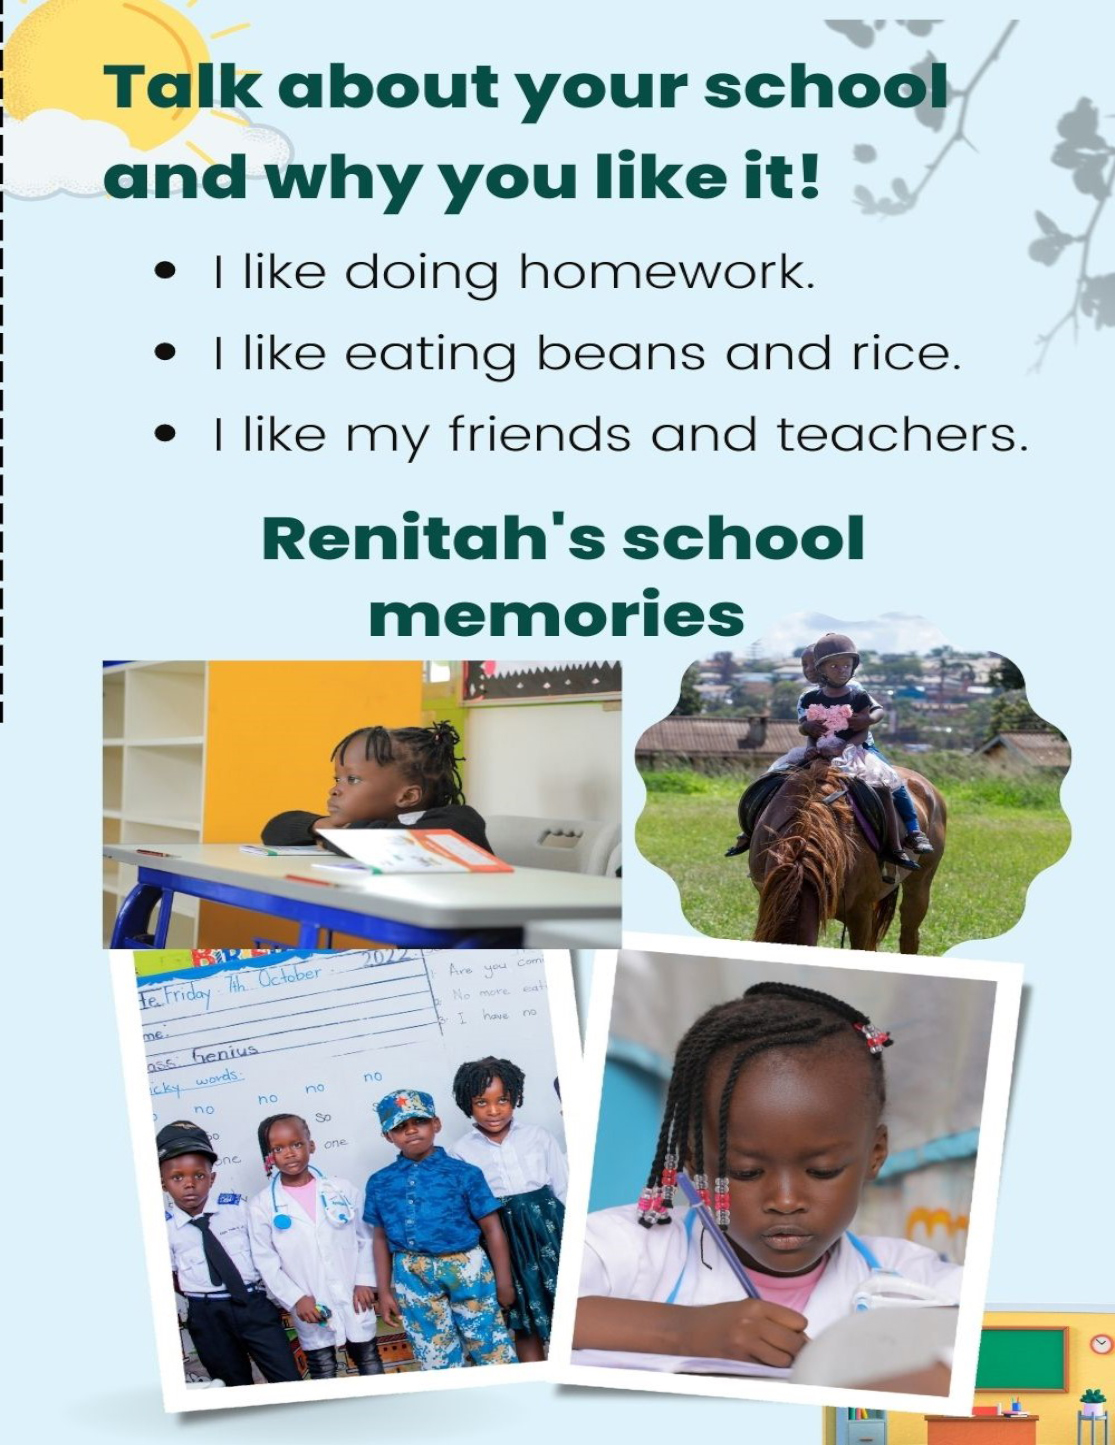 Talk about your school
and why you like it!
• I like doing homework.
• I like eating beans and rice.
• I like my friends and teachers.
Renitah's school
memories
2022
Friday 7th October
Are you
No more
I have no
Genius
words:
no no no no
so
one
one